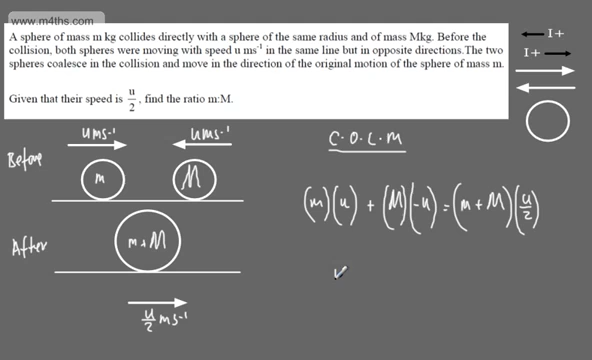 www.m4ths.com
A sphere of mass m kg collides directly with a sphere of the same radius and of mass Mkg. Before the
collision, both spheres were moving with speed u ms⁻¹ in the same line but in opposite directions.The two
spheres coalesce in the collision and move in the direction of the original motion of the sphere of mass m.
Given that their speed is u/2, find the ratio m:M.
I+
I+
Before
u ms⁻¹
u ms⁻¹
m
M
After
m+M
u/2 ms⁻¹
C.O.L.M
(m)(u) + (M)(-u) = (m+M)(u/2)